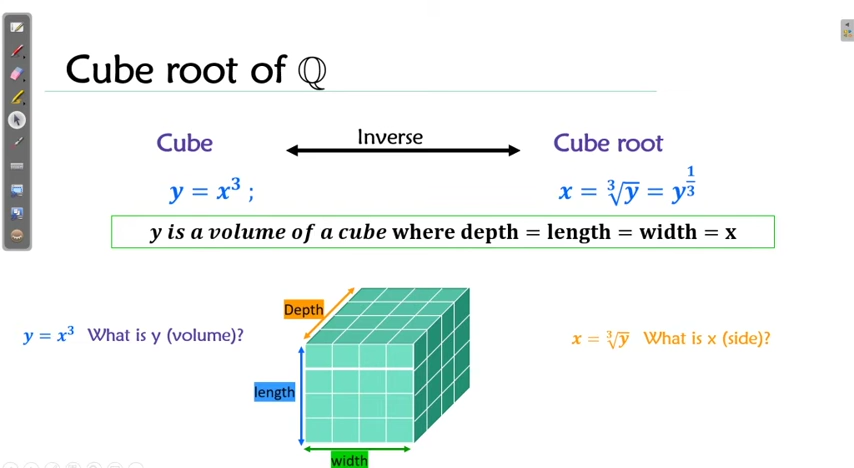 Cube root of ℚ
Cube
Inverse
Cube root
y = x³ ;
x = ∛y = y^(1/3)
y is a volume of a cube where depth = length = width = x
Depth
y = x³ What is y (volume)?
x = ∛y What is x (side)?
length
width